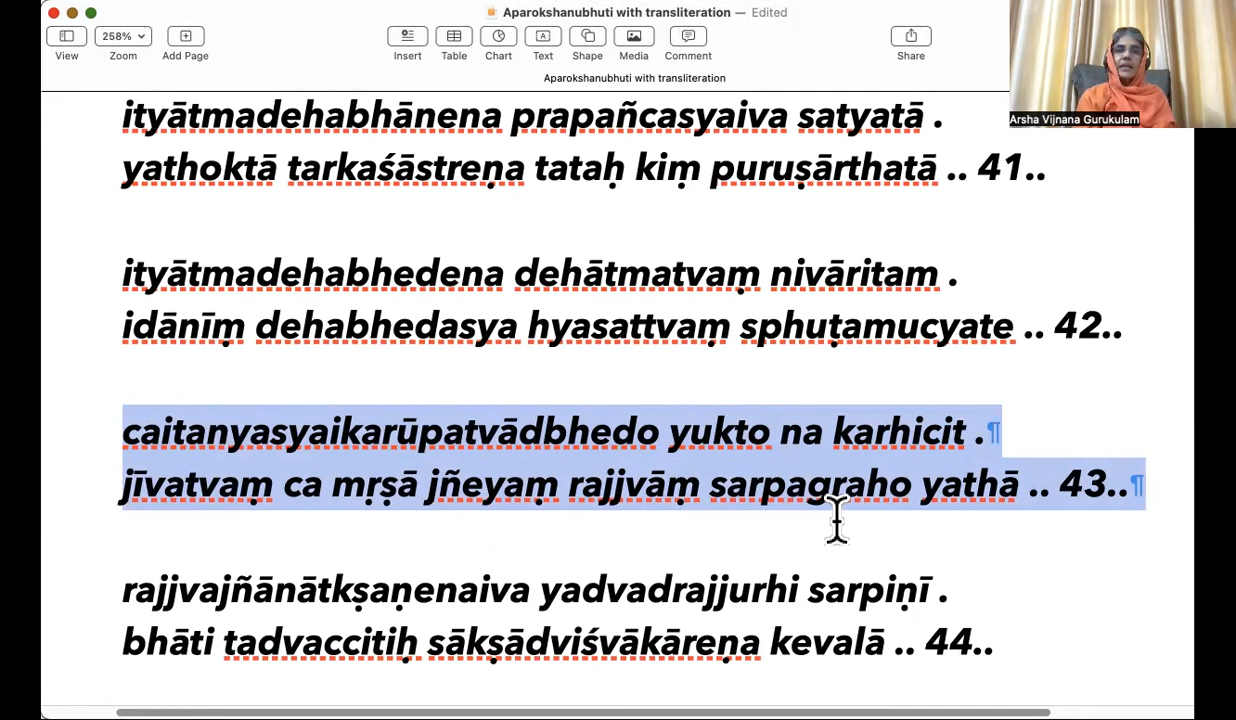 Aparokshanubhuti with transliteration — Edited
258%
View
Zoom
Add Page
Insert
Table
Chart
Text
Shape
Media
Comment
Share
Aparokshanubhuti with transliteration
Arsha Vijnana Gurukulam
ityātmadehabhānena prapañcasyaiva satyatā .
yathoktā tarkaśāstreṇa tataḥ kiṃ puruṣārthatā .. 41..
ityātmadehabhedena dehātmatvaṃ nivāritam .
idānīṃ dehabhedasya hyasattvaṃ sphuṭamucyate .. 42..
caitanyasyaikarūpatvādbhedo yukto na karhicit .¶
jīvatvaṃ ca mṛṣā jñeyaṃ rajjvāṃ sarpagraho yathā .. 43..¶
rajjvajñānātkṣaṇenaiva yadvadrajjurhi sarpiṇī .
bhāti tadvaccitiḥ sākṣādviśvākāreṇa kevalā .. 44..